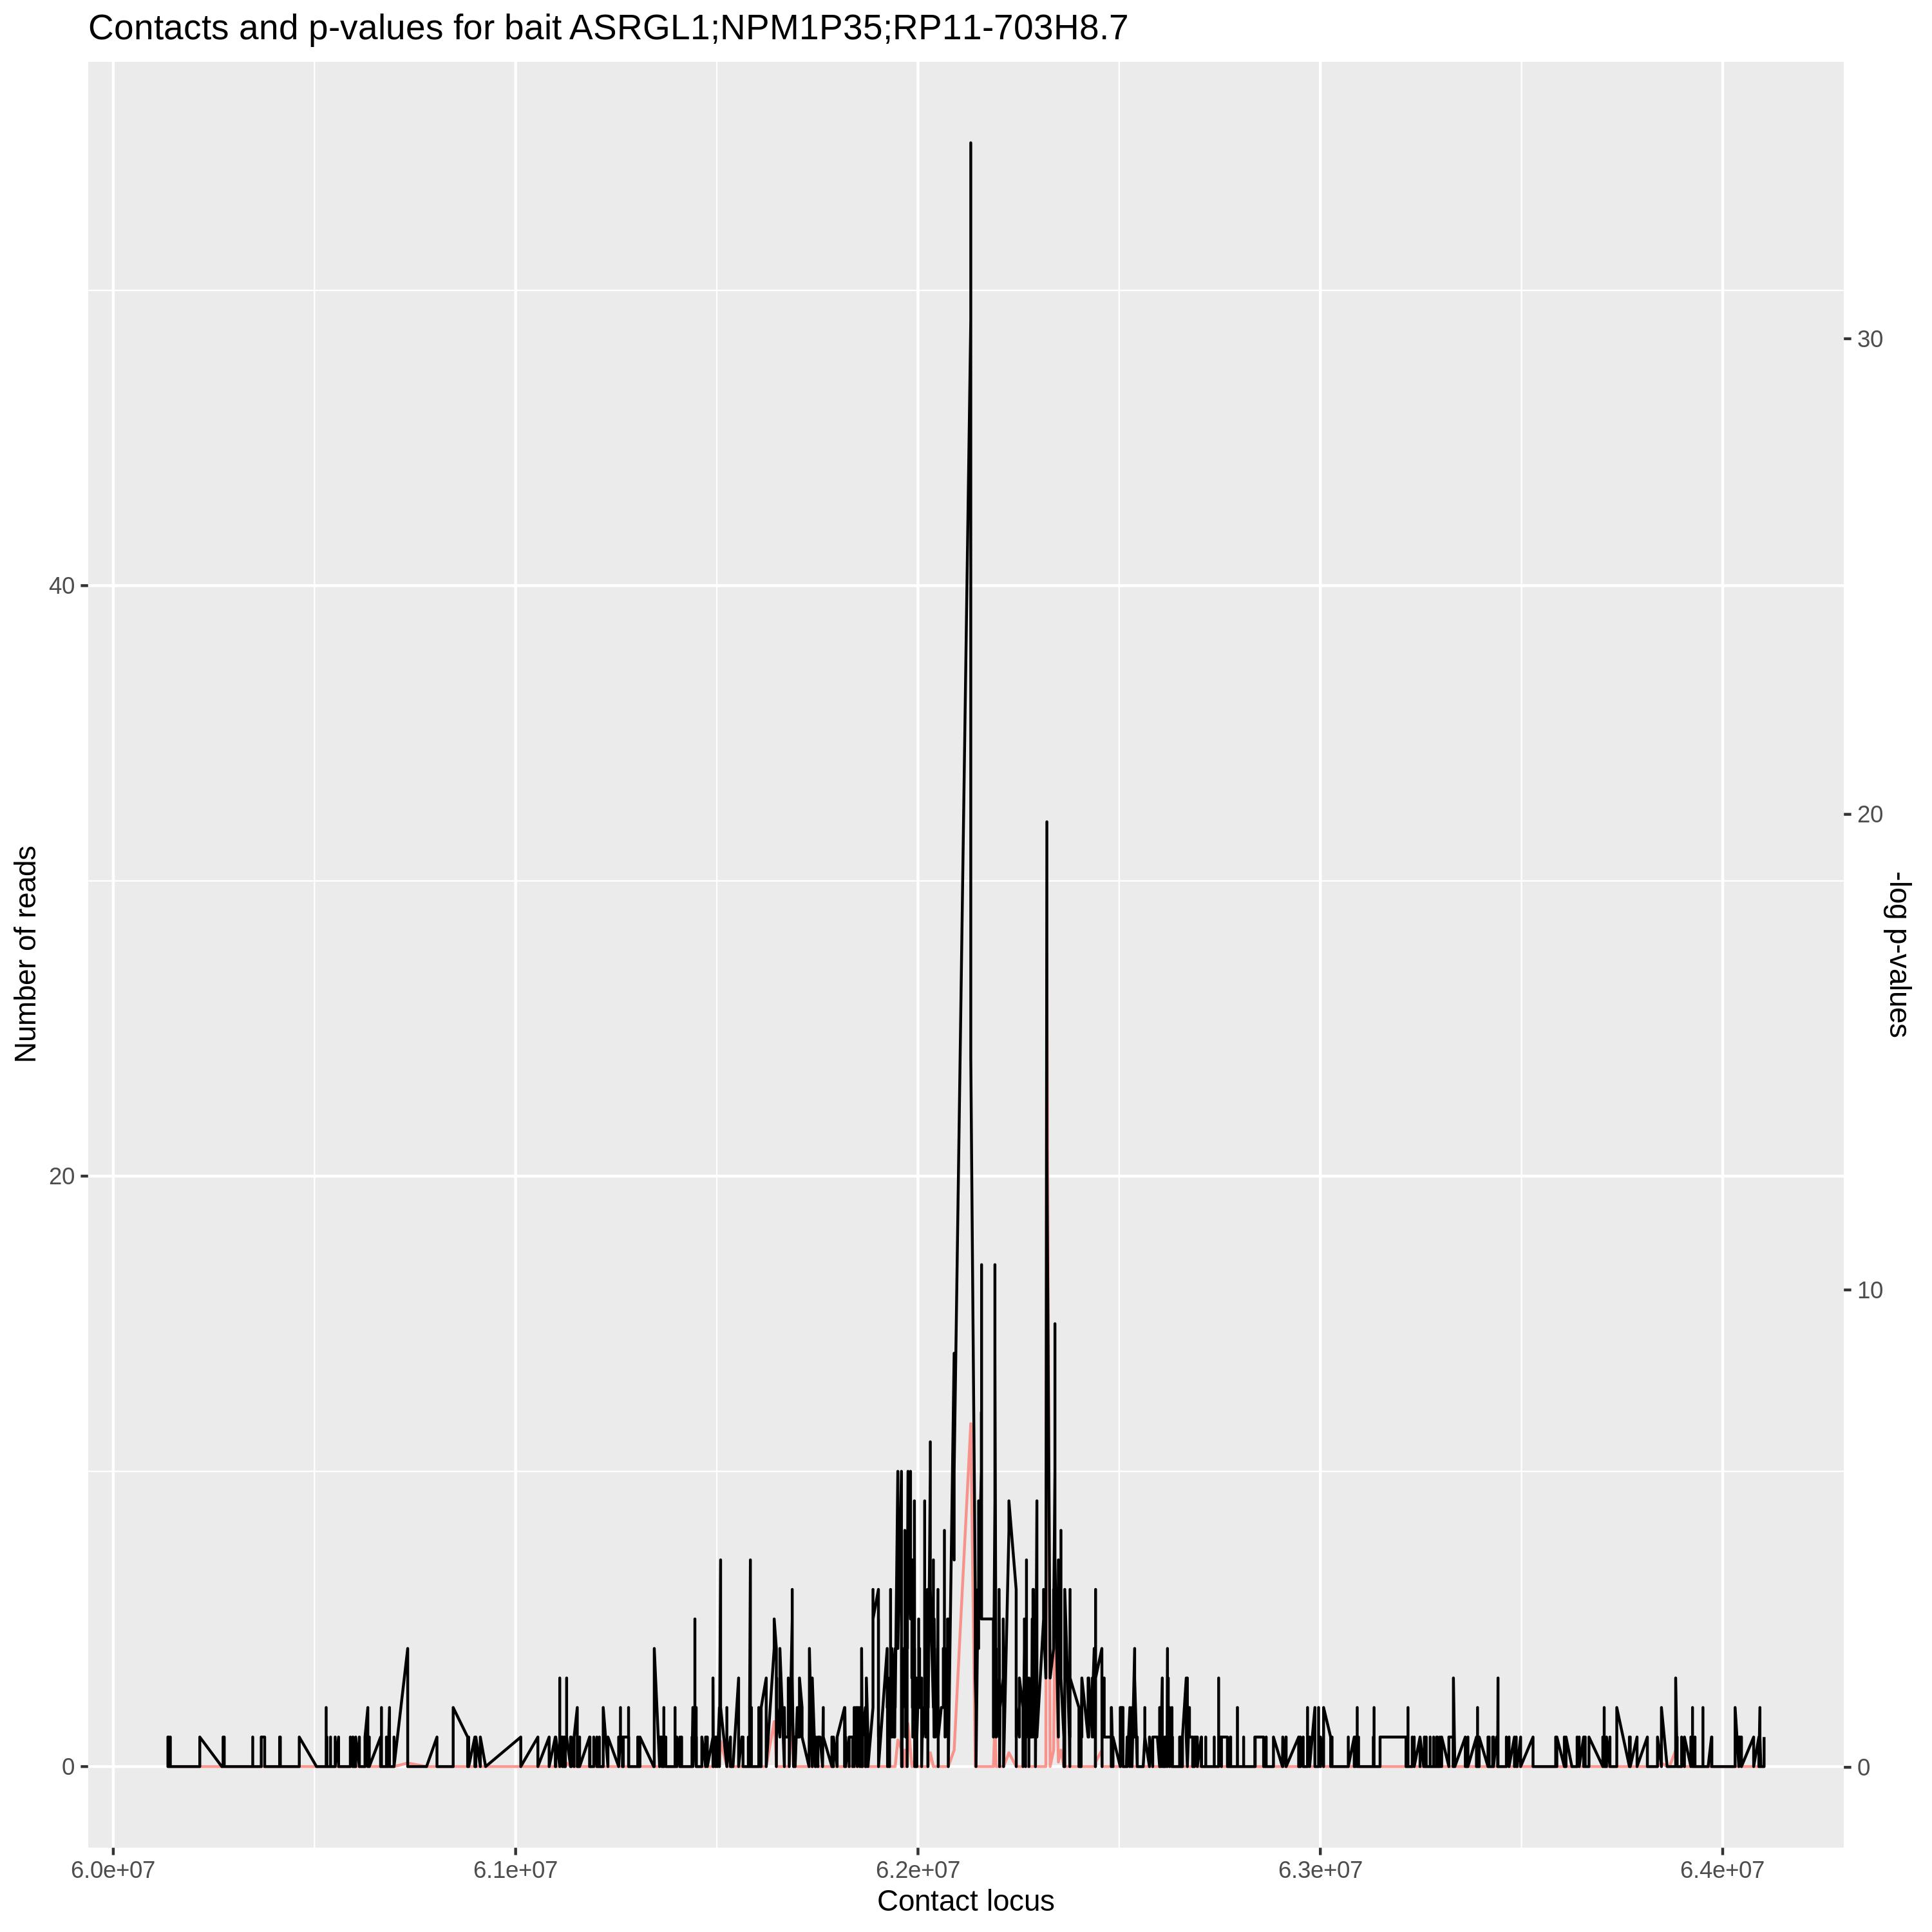 Contacts and p-values for bait ASRGL1;NPM1P35;RP11-703H8.7
Number of reads
40
20
0
30
20
10
0
-log p-values
6.0e+07
6.1e+07
6.2e+07
6.3e+07
6.4e+07
Contact locus